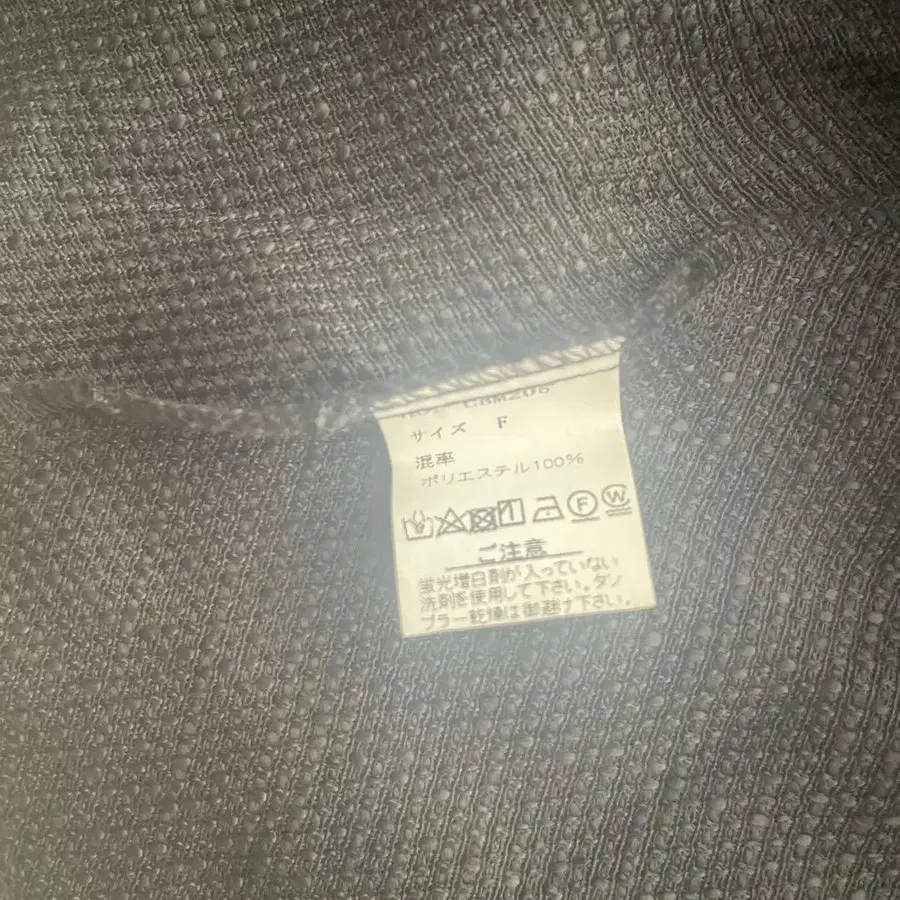 サイズ F
混率
ポリエステル100%
F W
ご注意
蛍光増白剤が入っていない
洗剤を使用して下さい。タン
ブラー乾燥は御避け下さい。